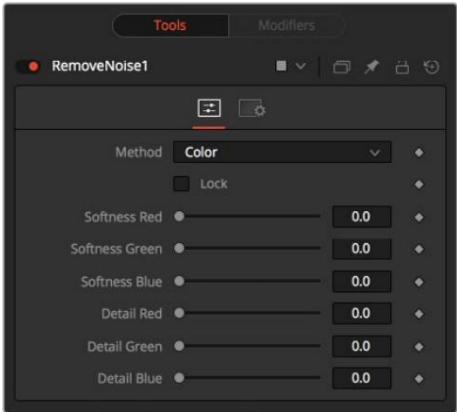 Tools Modifiers
RemoveNoise1
Method Color
Lock
Softness Red 0.0
Softness Green 0.0
Softness Blue 0.0
Detail Red 0.0
Detail Green 0.0
Detail Blue 0.0